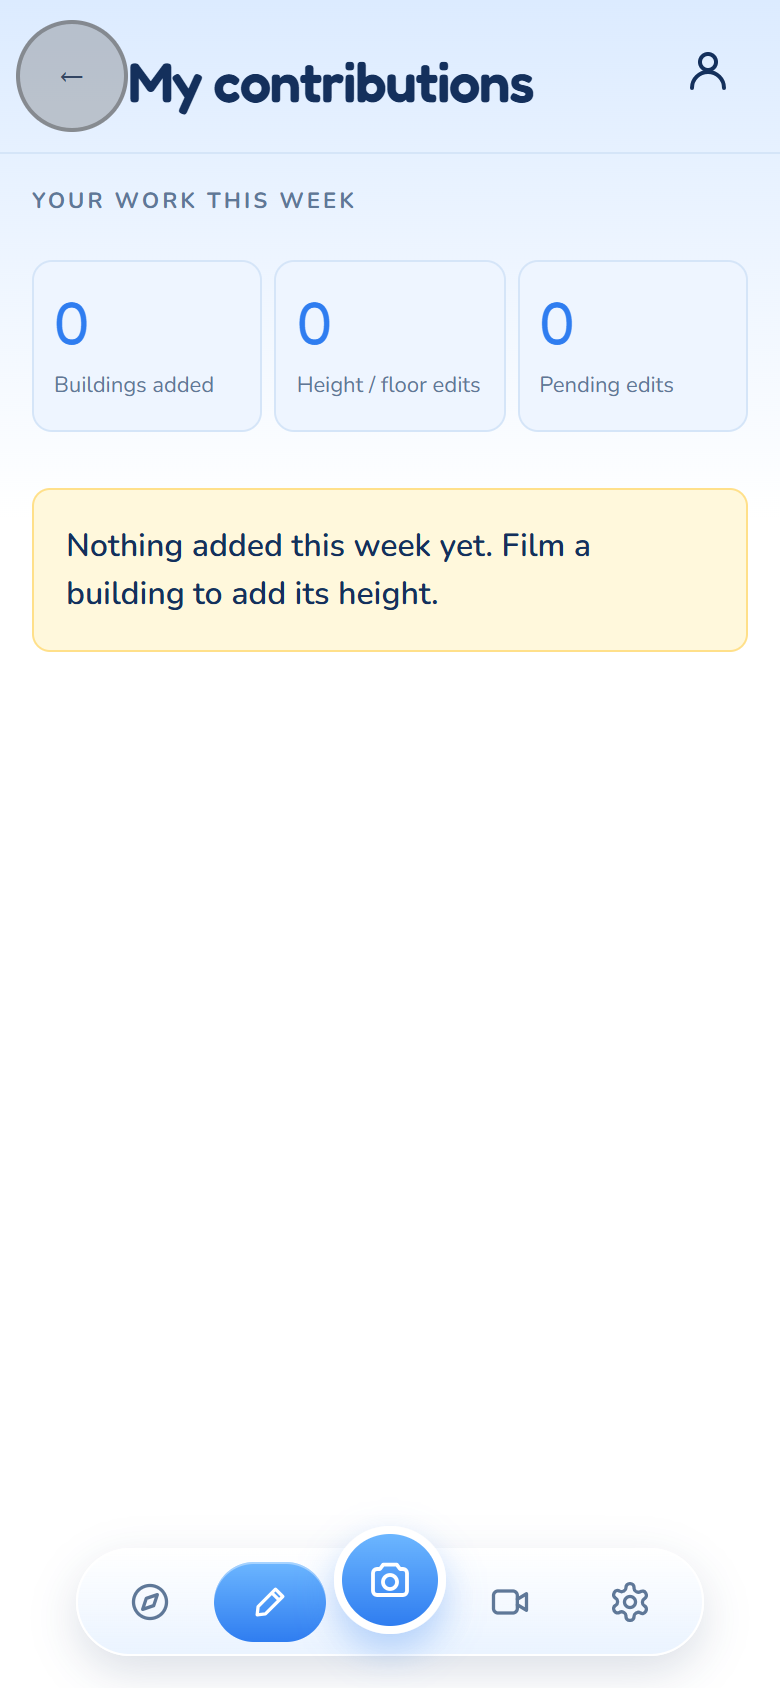 ← My contributions
YOUR WORK THIS WEEK
0 0 0
Buildings added Height / floor edits Pending edits
Nothing added this week yet. Film a
building to add its height.